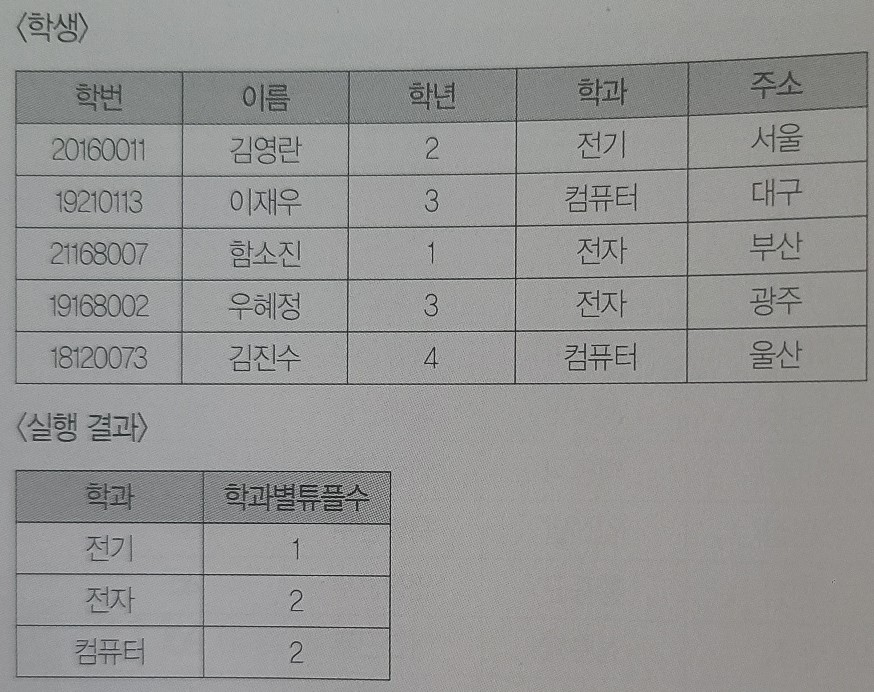 〈학생〉
학번 이름 학년 학과 주소
20160011 김영란 2 전기 서울
19210113 이재우 3 컴퓨터 대구
21168007 함소진 1 전자 부산
19168002 우혜정 3 전자 광주
18120073 김진수 4 컴퓨터 울산
〈실행 결과〉
학과 학과별튜플수
전기 1
전자 2
컴퓨터 2